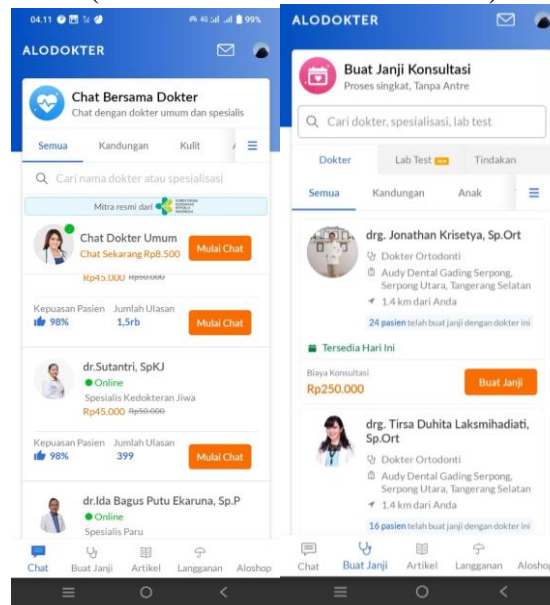 04.11
99%
ALODOKTER
Chat Bersama Dokter
Chat dengan dokter umum dan spesialis
Semua Kandungan Kulit
Cari nama dokter atau spesialisasi
Mitra resmi dari
Chat Dokter Umum
Chat Sekarang Rp8.500
Mulai Chat
Rp45.000 Rp50.000
Kepuasan Pasien Jumlah Ulasan
98% 1,5rb
Mulai Chat
dr.Sutantri, SpKJ
Online
Spesialis Kedokteran Jiwa
Rp45.000 Rp50.000
Kepuasan Pasien Jumlah Ulasan
98% 399
Mulai Chat
dr.Ida Bagus Putu Ekaruna, Sp.P
Online
Spesialis Paru
Chat Buat Janji Artikel Langganan Aloshop
ALODOKTER
Buat Janji Konsultasi
Proses singkat, Tanpa Antre
Cari dokter, spesialisasi, lab test
Dokter Lab Test Tindakan
Semua Kandungan Anak
drg. Jonathan Krisetya, Sp.Ort
Dokter Ortodonti
Audy Dental Gading Serpong,
Serpong Utara, Tangerang Selatan
1.4 km dari Anda
24 pasien telah buat janji dengan dokter ini
Tersedia Hari Ini
Biaya Konsultasi
Rp250.000
Buat Janji
drg. Tirsa Duhita Laksmihadiati,
Sp.Ort
Dokter Ortodonti
Audy Dental Gading Serpong,
Serpong Utara, Tangerang Selatan
1.4 km dari Anda
16 pasien telah buat janji dengan dokter ini
Chat Buat Janji Artikel Langganan Aloshop